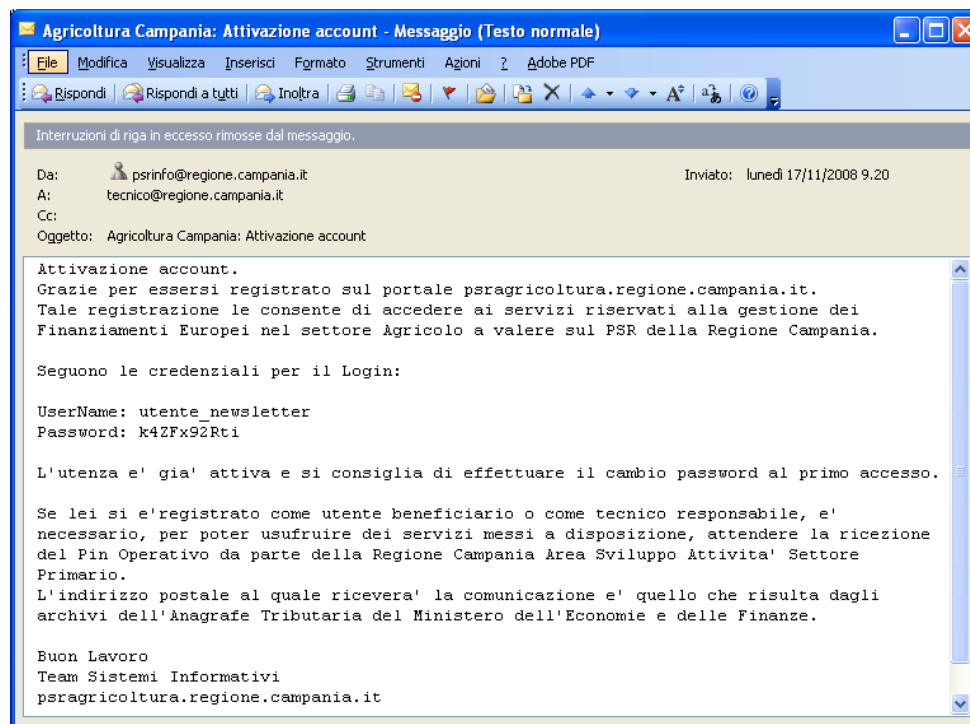 Agricoltura Campania: Attivazione account - Messaggio (Testo normale)
File Modifica Visualizza Inserisci Formato Strumenti Azioni ? Adobe PDF
Rispondi Rispondi a tutti Inoltra
Interruzioni di riga in eccesso rimosse dal messaggio.
Da: psrinfo@regione.campania.it Inviato: lunedì 17/11/2008 9.20
A: tecnico@regione.campania.it
Cc:
Oggetto: Agricoltura Campania: Attivazione account
Attivazione account.
Grazie per essersi registrato sul portale psragricoltura.regione.campania.it.
Tale registrazione le consente di accedere ai servizi riservati alla gestione dei
Finanziamenti Europei nel settore Agricolo a valere sul PSR della Regione Campania.
Seguono le credenziali per il Login:
UserName: utente_newsletter
Password: k4ZFx92Rti
L'utenza e' gia' attiva e si consiglia di effettuare il cambio password al primo accesso.
Se lei si e'registrato come utente beneficiario o come tecnico responsabile, e'
necessario, per poter usufruire dei servizi messi a disposizione, attendere la ricezione
del Pin Operativo da parte della Regione Campania Area Sviluppo Attivita' Settore
Primario.
L'indirizzo postale al quale ricevera' la comunicazione e' quello che risulta dagli
archivi dell'Anagrafe Tributaria del Ministero dell'Economie e delle Finanze.
Buon Lavoro
Team Sistemi Informativi
psragricoltura.regione.campania.it